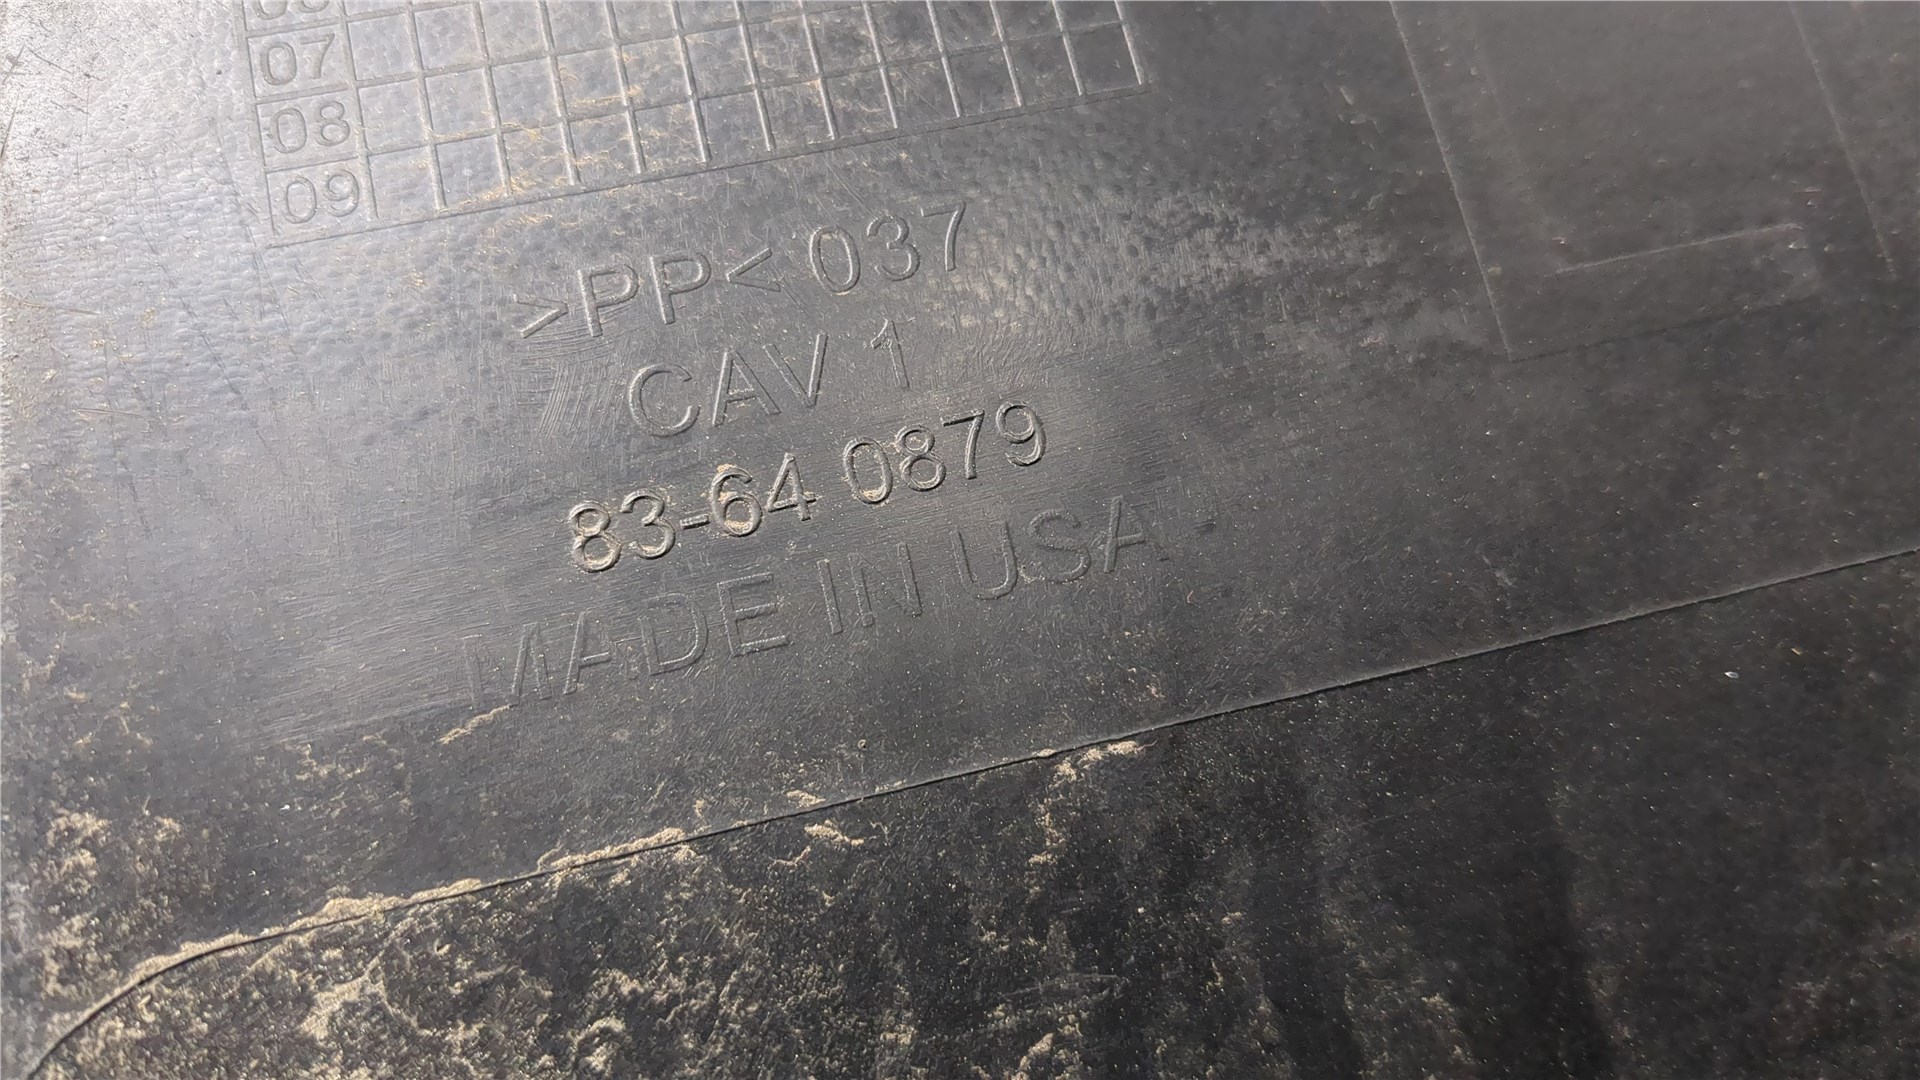 07
08
09
>PP< 037
CAV 1
83-64 0879
MADE IN USA